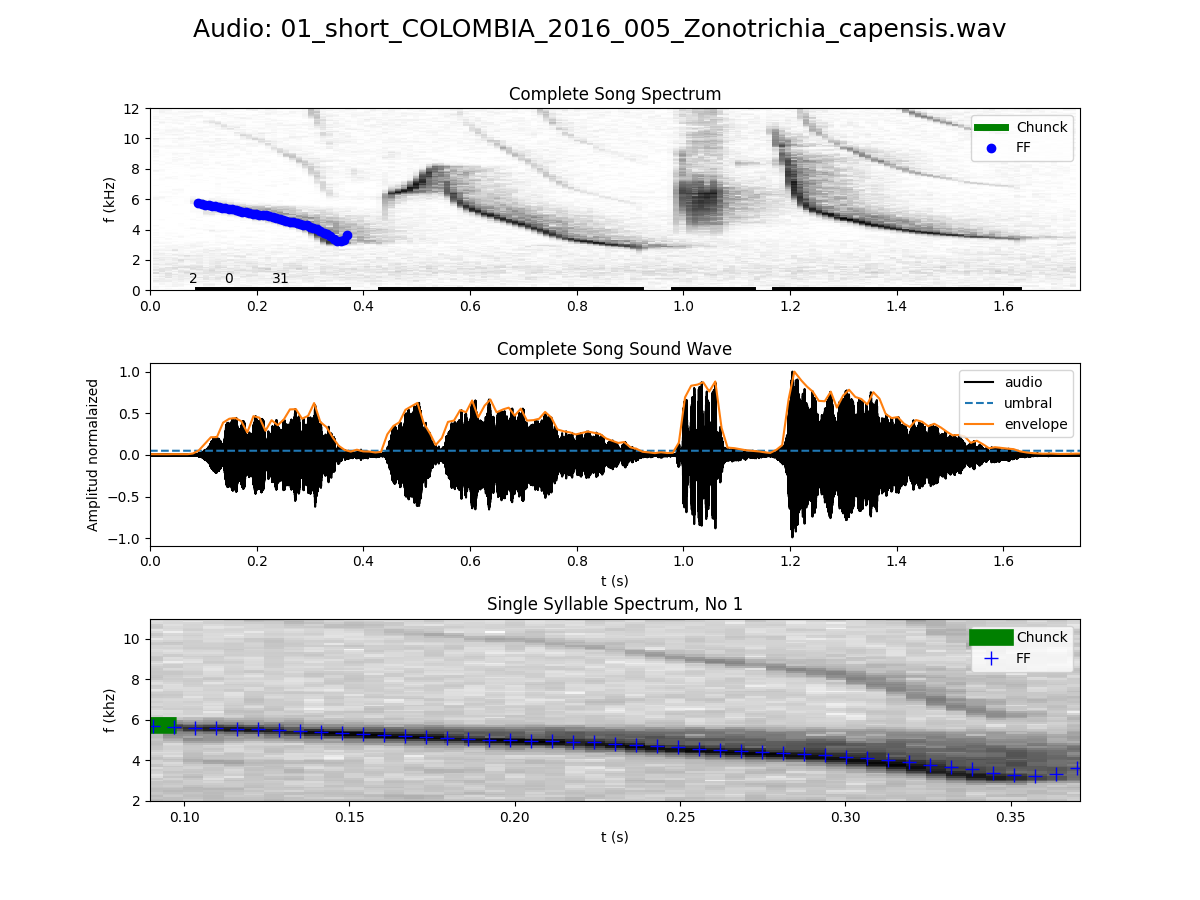 Audio: 01_short_COLOMBIA_2016_005_Zonotrichia_capensis.wav
Complete Song Spectrum
12
10
8
6
4
2
0
f (kHz)
Chunck
FF
2 0 31
0.0 0.2 0.4 0.6 0.8 1.0 1.2 1.4 1.6
Complete Song Sound Wave
1.0
0.5
0.0
−0.5
−1.0
Amplitud normalaized
audio
umbral
envelope
0.0 0.2 0.4 0.6 0.8 1.0 1.2 1.4 1.6
t (s)
Single Syllable Spectrum, No 1
10
8
6
4
2
f (khz)
Chunck
FF
0.10 0.15 0.20 0.25 0.30 0.35
t (s)